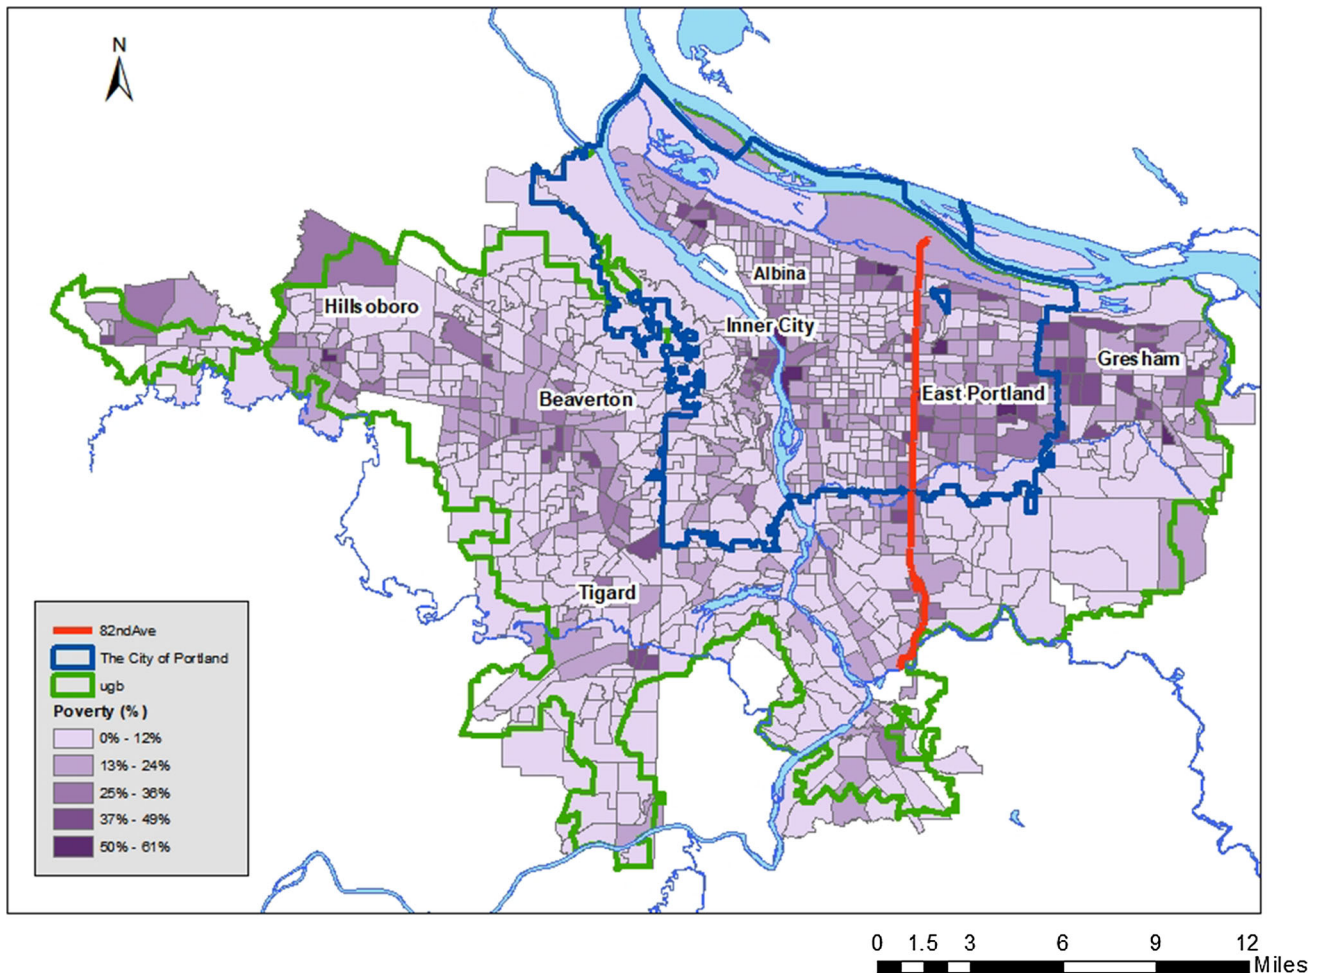 N
Albina
Hillsoboro
Inner City
Gresham
East Portland
Beaverton
Tigard
82ndAve
The City of Portland
ugb
Poverty (%)
0% - 12%
13% - 24%
25% - 36%
37% - 49%
50% - 61%
0 1.5 3 6 9 12
Miles